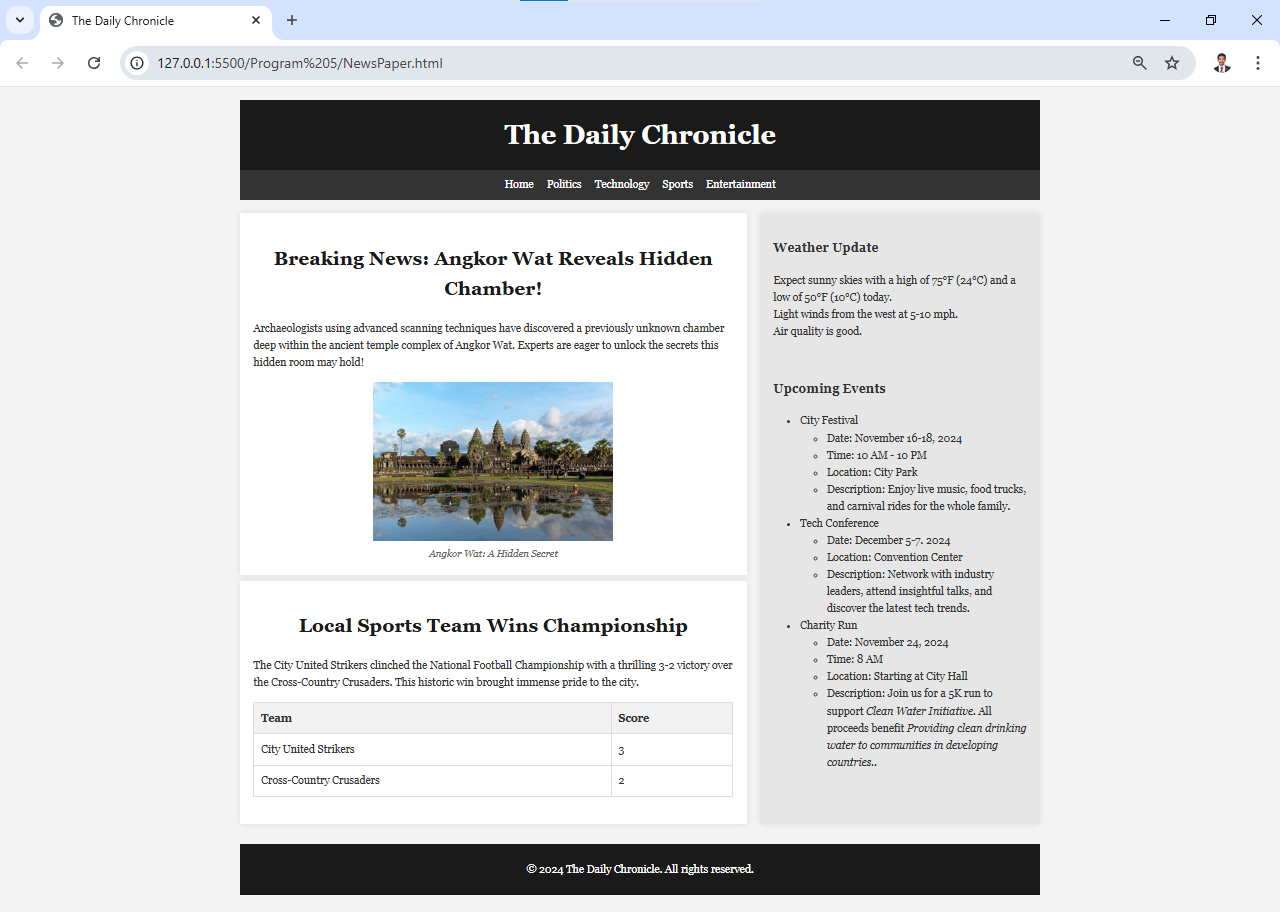 The Daily Chronicle
127.0.0.1:5500/Program%205/NewsPaper.html
The Daily Chronicle
Home Politics Technology Sports Entertainment
Breaking News: Angkor Wat Reveals Hidden
Chamber!
Archaeologists using advanced scanning techniques have discovered a previously unknown chamber
deep within the ancient temple complex of Angkor Wat. Experts are eager to unlock the secrets this
hidden room may hold!
Angkor Wat: A Hidden Secret
Local Sports Team Wins Championship
The City United Strikers clinched the National Football Championship with a thrilling 3-2 victory over
the Cross-Country Crusaders. This historic win brought immense pride to the city.
Team Score
City United Strikers 3
Cross-Country Crusaders 2
Weather Update
Expect sunny skies with a high of 75°F (24°C) and a
low of 50°F (10°C) today.
Light winds from the west at 5-10 mph.
Air quality is good.
Upcoming Events
City Festival
Date: November 16-18, 2024
Time: 10 AM - 10 PM
Location: City Park
Description: Enjoy live music, food trucks,
and carnival rides for the whole family.
Tech Conference
Date: December 5-7. 2024
Location: Convention Center
Description: Network with industry
leaders, attend insightful talks, and
discover the latest tech trends.
Charity Run
Date: November 24, 2024
Time: 8 AM
Location: Starting at City Hall
Description: Join us for a 5K run to
support Clean Water Initiative. All
proceeds benefit Providing clean drinking
water to communities in developing
countries..
© 2024 The Daily Chronicle. All rights reserved.